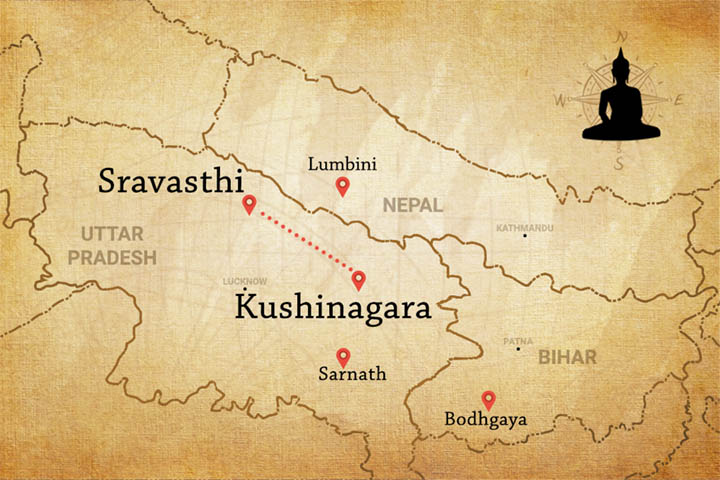 N
W E
S
Lumbini
Sravasthi
NEPAL
UTTAR
PRADESH
KATHMANDU
LUCKNOW
Kushinagara
PATNA
BIHAR
Sarnath
Bodhgaya